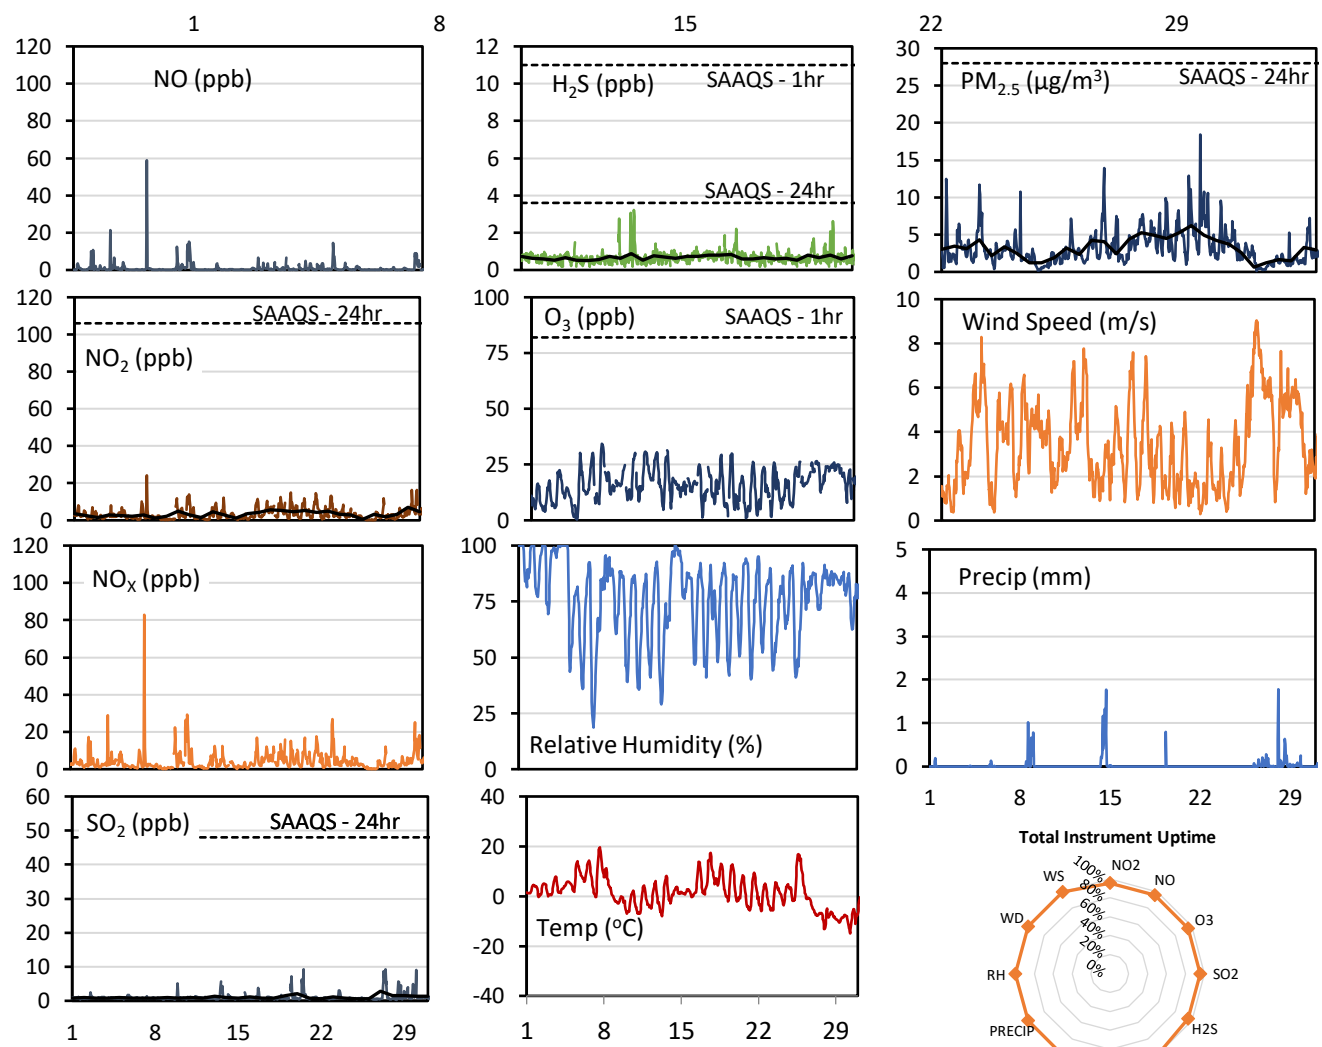 1 8 15 22 29
120
100
80
60
40
20
0
NO (ppb)
12
10
8
6
4
2
0
H₂S (ppb)
SAAQS - 1hr
SAAQS - 24hr
30
25
20
15
10
5
0
PM₂.₅ (µg/m³)
SAAQS - 24hr
120
100
80
60
40
20
0
SAAQS - 24hr
NO₂ (ppb)
100
75
50
25
0
O₃ (ppb)
SAAQS - 1hr
10
8
6
4
2
0
Wind Speed (m/s)
120
100
80
60
40
20
0
NOₓ (ppb)
100
75
50
25
0
Relative Humidity (%)
5
4
3
2
1
0
Precip (mm)
1 8 15 22 29
60
50
40
30
20
10
0
SO₂ (ppb)
SAAQS - 24hr
1 8 15 22 29
40
20
0
-20
-40
Temp (°C)
1 8 15 22 29
Total Instrument Uptime
NO2
NO
O3
SO2
H2S
PRECIP
RH
WD
WS
100%
80%
60%
40%
20%
0%